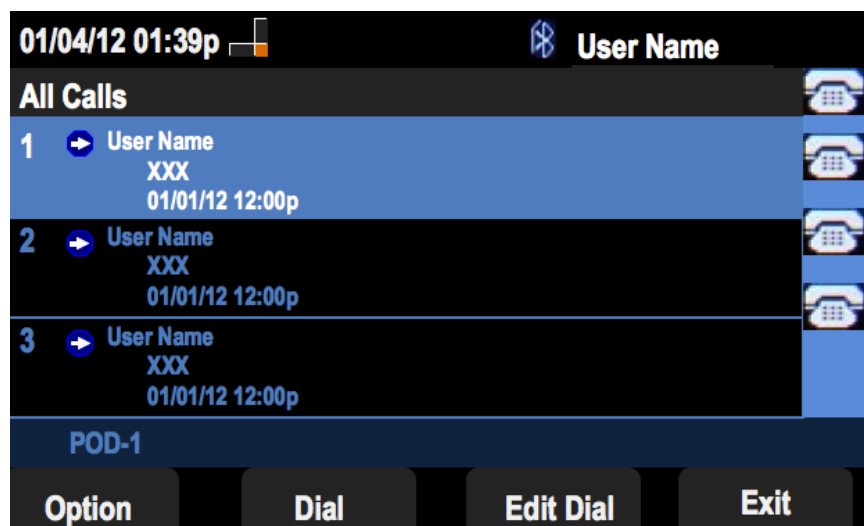 01/04/12 01:39p User Name
All Calls
1 User Name
XXX
01/01/12 12:00p
2 User Name
XXX
01/01/12 12:00p
3 User Name
XXX
01/01/12 12:00p
POD-1
Option Dial Edit Dial Exit